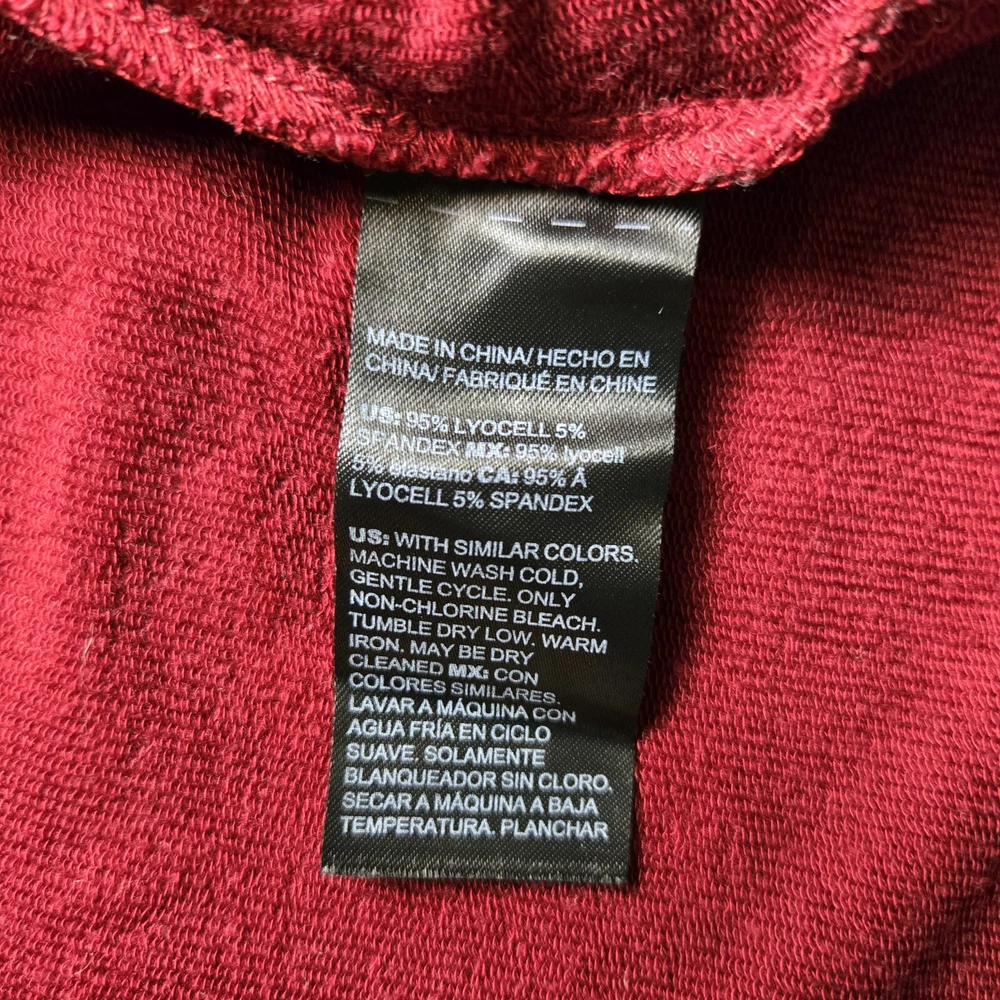 MADE IN CHINA/ HECHO EN
CHINA/ FABRIQUÉ EN CHINE
US: 95% LYOCELL 5%
SPANDEX MX: 95% lyocell
5% elastano CA: 95% Á
LYOCELL 5% SPANDEX
US: WITH SIMILAR COLORS.
MACHINE WASH COLD,
GENTLE CYCLE. ONLY
NON-CHLORINE BLEACH.
TUMBLE DRY LOW. WARM
IRON. MAY BE DRY
CLEANED MX: CON
COLORES SIMILARES.
LAVAR A MÁQUINA CON
AGUA FRÍA EN CICLO
SUAVE. SOLAMENTE
BLANQUEADOR SIN CLORO.
SECAR A MÁQUINA A BAJA
TEMPERATURA. PLANCHAR